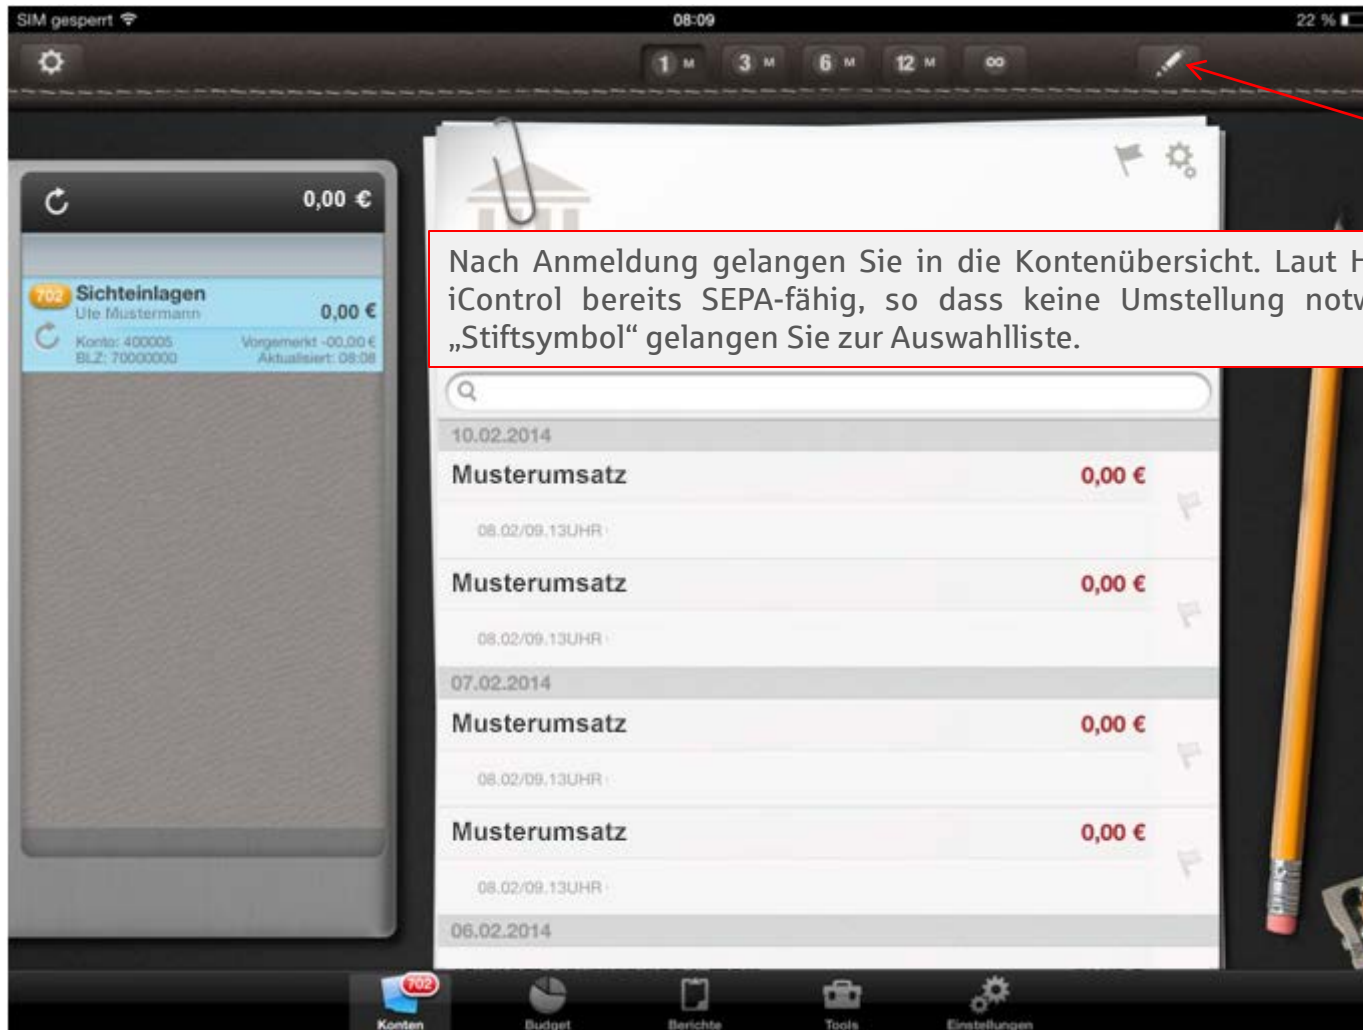 SIM gesperrt
08:09
22 %
1 M
3 M
6 M
12 M
∞
0,00 €
702
Sichteinlagen
Ute Mustermann
0,00 €
Konto: 400005
Vorgemerkt -00,00 €
BLZ: 70000000
Aktualisiert: 08:08
Nach Anmeldung gelangen Sie in die Kontenübersicht. Laut H
iControl bereits SEPA-fähig, so dass keine Umstellung notw
„Stiftsymbol“ gelangen Sie zur Auswahlliste.
10.02.2014
Musterumsatz
0,00 €
08.02/09.13UHR
Musterumsatz
0,00 €
08.02/09.13UHR
07.02.2014
Musterumsatz
0,00 €
08.02/09.13UHR
Musterumsatz
0,00 €
08.02/09.13UHR
06.02.2014
702
Konten
Budget
Berichte
Tools
Einstellungen